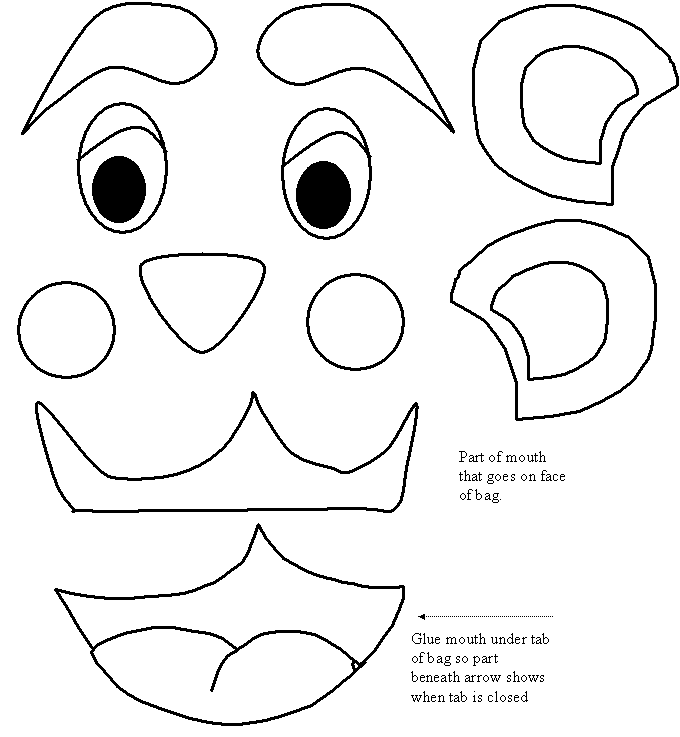 Part of mouth
that goes on face
of bag.
Glue mouth under tab
of bag so part
beneath arrow shows
when tab is closed